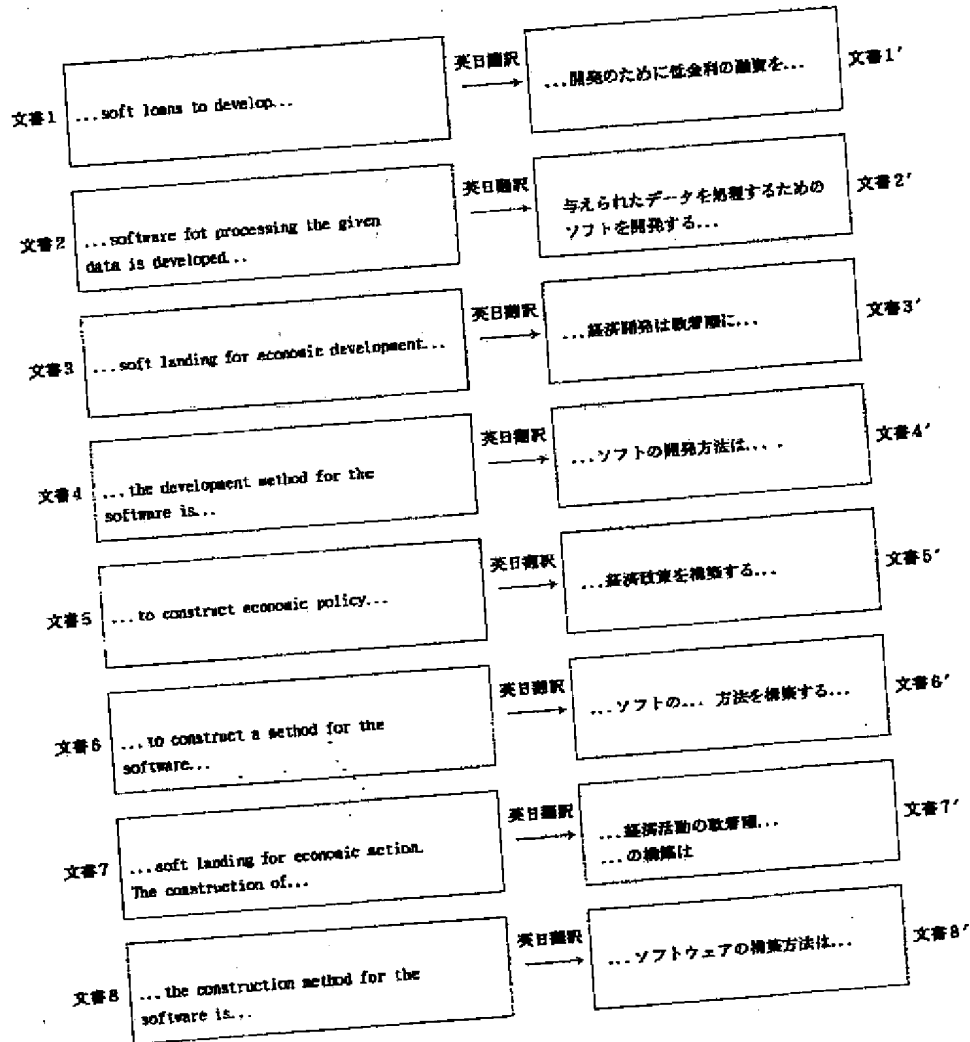 文書1
...soft loans to develop...
英日翻訳
...開発のために低金利の融資を...
文書1′
文書2
...software fot processing the given
data is developed...
英日翻訳
与えられたデータを処理するための
ソフトを開発する...
文書2′
文書3
...soft landing for economic development...
英日翻訳
...経済開発は軟着陸に...
文書3′
文書4
...the development method for the
software is...
英日翻訳
...ソフトの開発方法は....
文書4′
文書5
...to construct economic policy...
英日翻訳
...経済政策を構築する...
文書5′
文書6
...to construct a method for the
software...
英日翻訳
...ソフトの... 方法を構築する...
文書6′
文書7
...soft landing for economic action.
The construction of...
英日翻訳
...経済活動の軟着陸...
...の構築は
文書7′
文書8
...the construction method for the
software is...
英日翻訳
...ソフトウェアの構築方法は...
文書8′